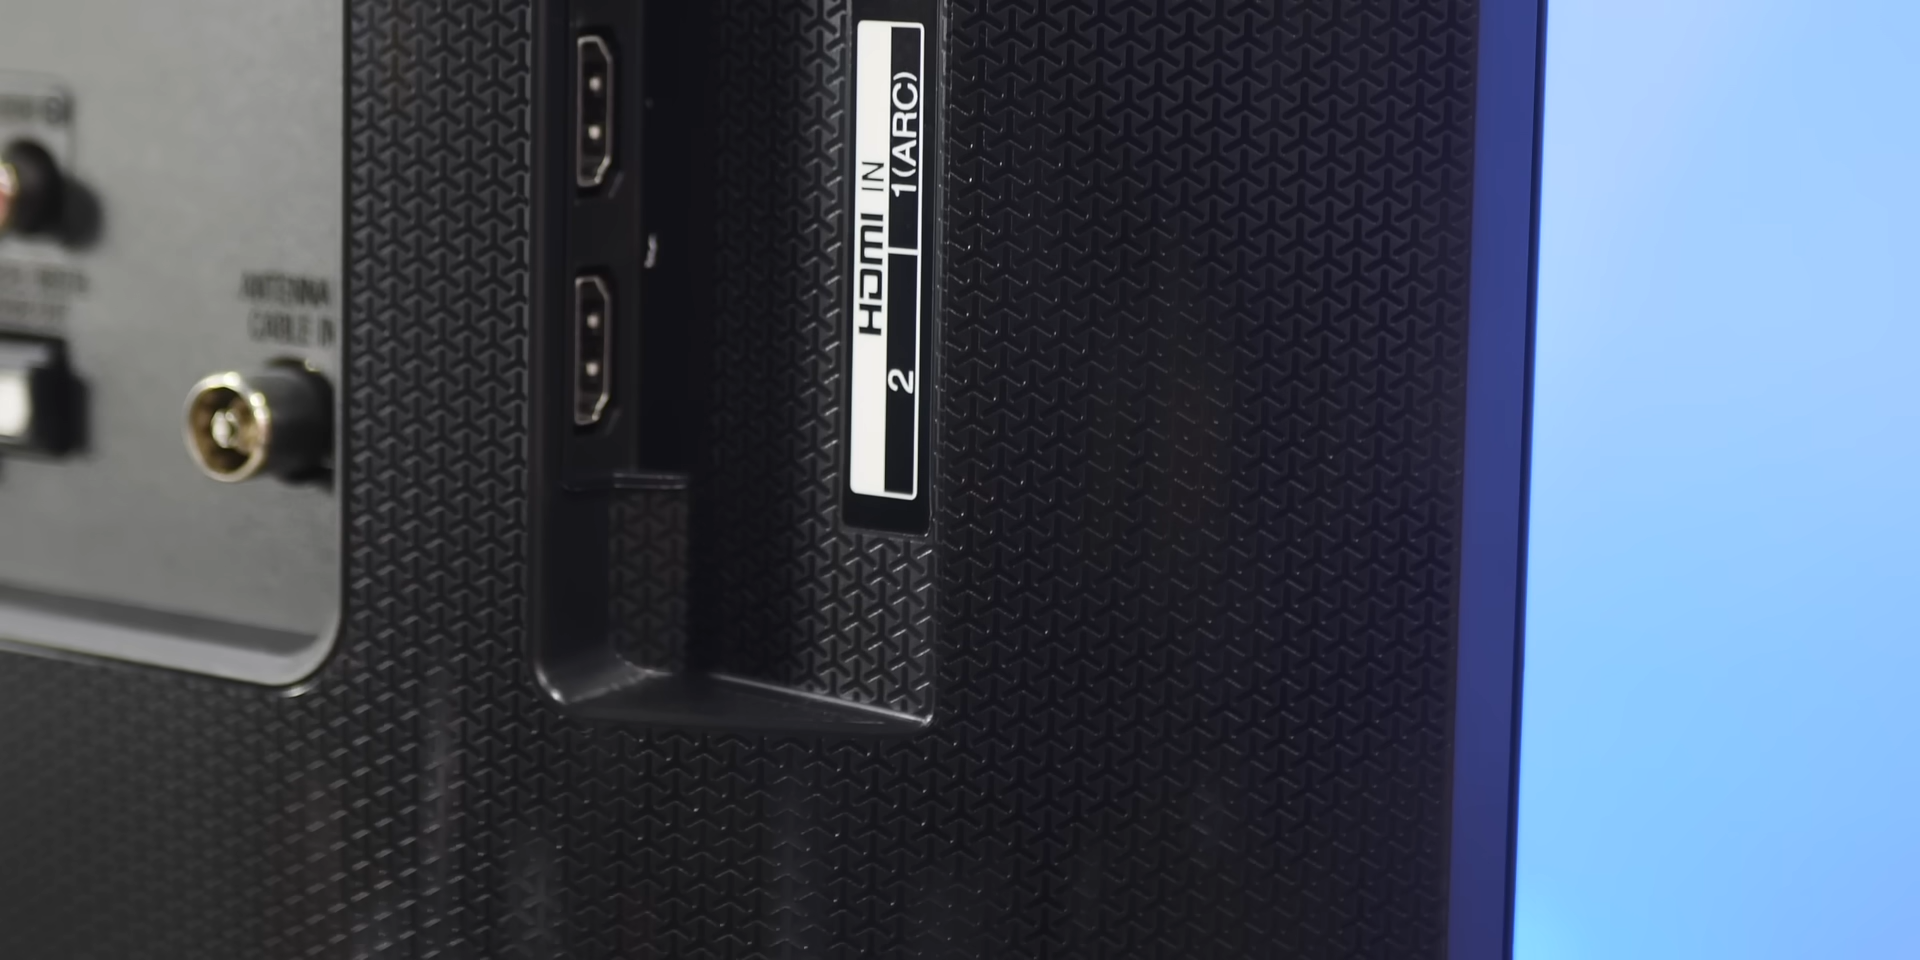 ANTENNA
CABLE IN
HDMI IN
1(ARC)
2